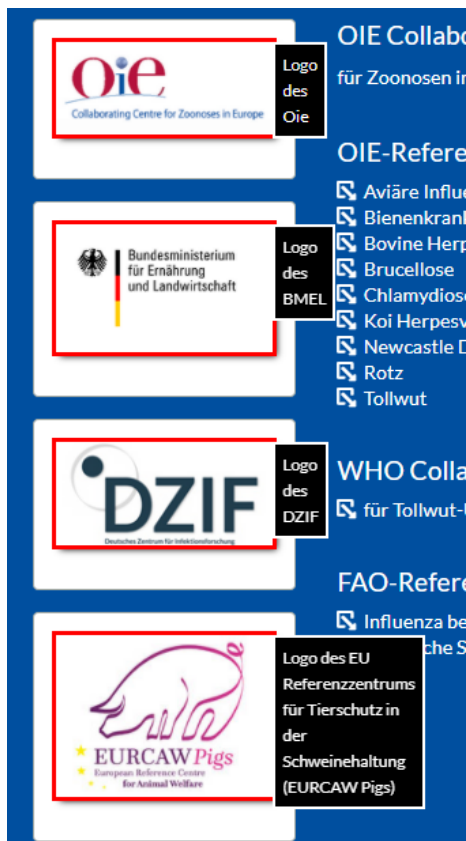 Oie
Collaborating Centre for Zoonoses in Europe
Logo
des
Oie
Bundesministerium
für Ernährung
und Landwirtschaft
Logo
des
BMEL
DZIF
Deutsches Zentrum für Infektionsforschung
Logo
des
DZIF
EURCAW Pigs
European Reference Centre
for Animal Welfare
Logo des EU
Referenzzentrums
für Tierschutz in
der
Schweinehaltung
(EURCAW Pigs)
OIE Collabo
für Zoonosen i
OIE-Refere
Aviäre Influe
Bienenkrank
Bovine Herp
Brucellose
Chlamydiose
Koi Herpesv
Newcastle D
Rotz
Tollwut
WHO Colla
für Tollwut-
FAO-Refere
Influenza be
che S